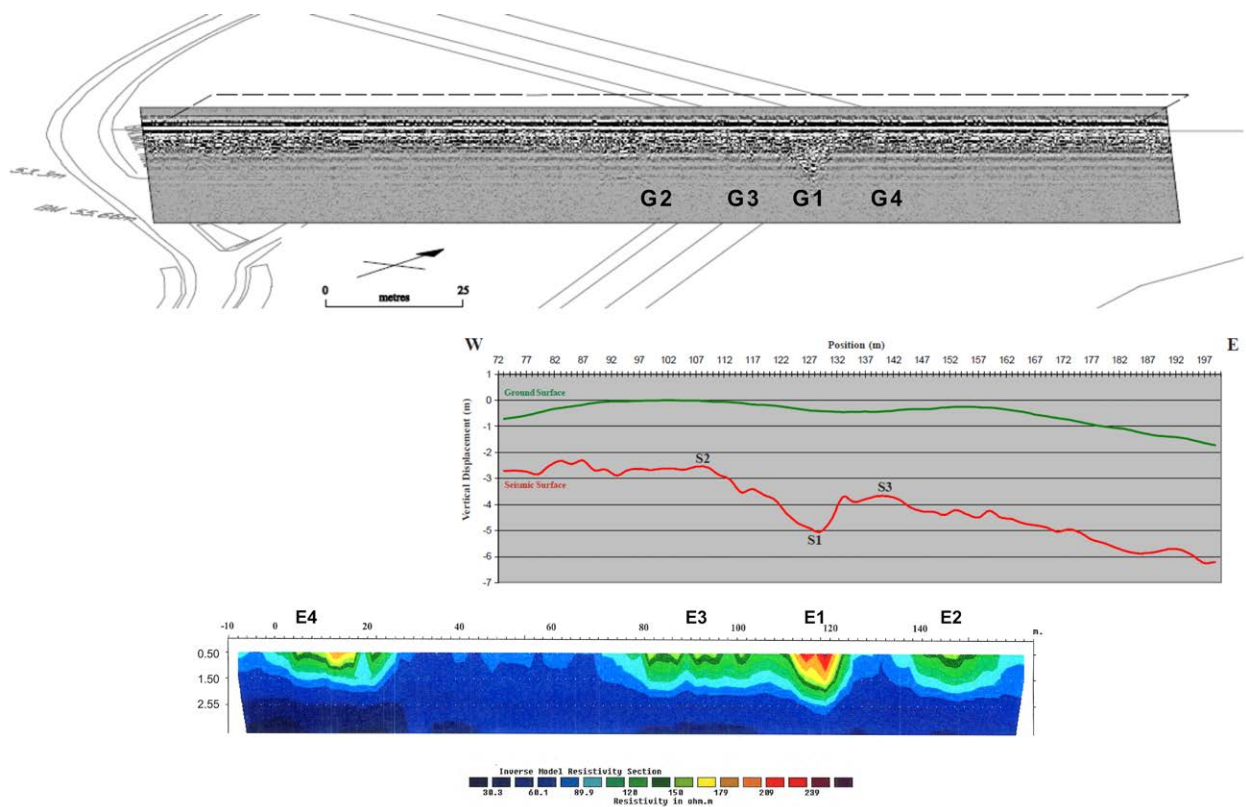 53.3m
BM 55.66m
G2 G3 G1 G4
0 25
metres
W Position (m) E
72 77 82 87 92 97 102 107 112 117 122 127 132 137 142 147 152 157 162 167 172 177 182 187 192 197
1
0
-1
-2
-3
-4
-5
-6
-7
Vertical Displacement (m)
Ground Surface
S2
Seismic Surface
S3
S1
E4 E3 E1 E2
-10 0 20 40 60 80 100 120 140 m.
0.50
1.50
2.55
Inverse Model Resistivity Section
38.3 60.1 89.9 120 150 179 209 239
Resistivity in ohm.m